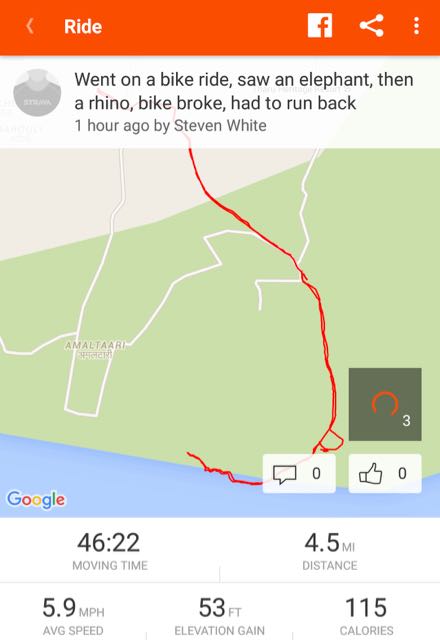 Ride
Went on a bike ride, saw an elephant, then
a rhino, bike broke, had to run back
1 hour ago by Steven White
STRAVA
AMALTAARI
अमलटारी
3
0
0
Google
46:22
MOVING TIME
4.5 MI
DISTANCE
5.9 MPH
AVG SPEED
53 FT
ELEVATION GAIN
115
CALORIES